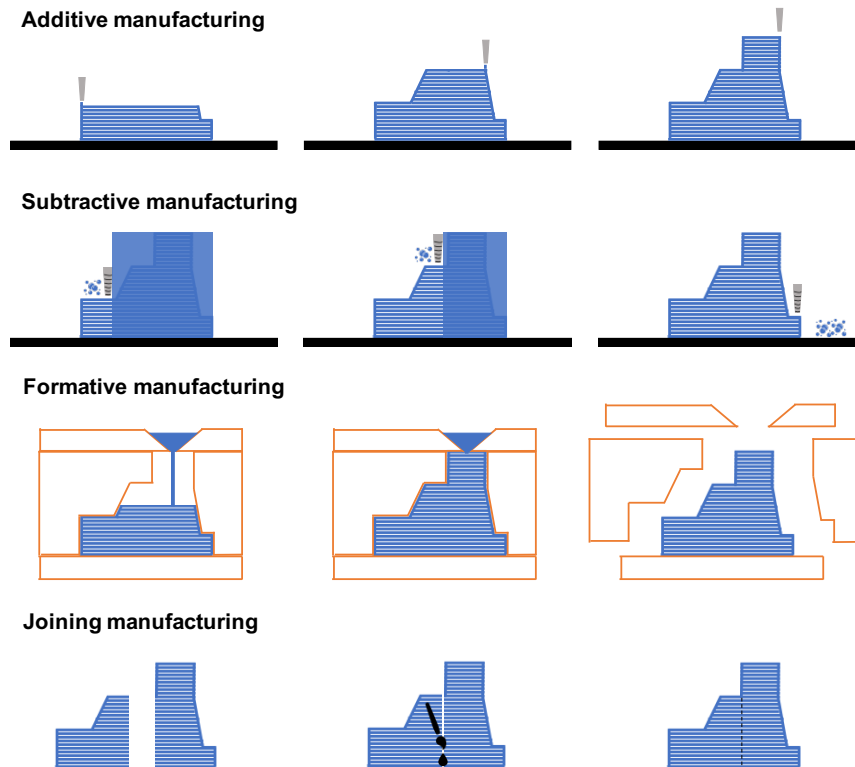 Additive manufacturing
Subtractive manufacturing
Formative manufacturing
Joining manufacturing